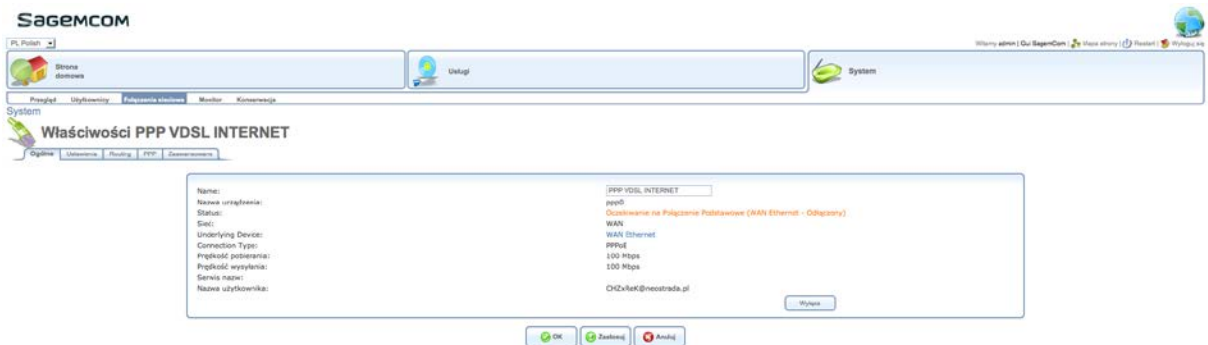 SAGEMCOM
PL Polish
Witamy admin | Gui SagemCom | Mapa strony | Restart | Wyloguj się
Strona
domowa
Usługi
System
Przegląd Użytkownicy Połączenia sieciowe Monitor Konserwacja
System
Właściwości PPP VDSL INTERNET
Ogólne Ustawienia Routing PPP Zaawansowane
Name: PPP VDSL INTERNET
Nazwa urządzenia: ppp0
Status: Oczekiwanie na Połączenie Podstawowe (WAN Ethernet - Odłączony)
Sieć: WAN
Underlying Device: WAN Ethernet
Connection Type: PPPoE
Prędkość pobierania: 100 Mbps
Prędkość wysyłania: 100 Mbps
Serwis nazw:
Nazwa użytkownika: CHZxReK@neostrada.pl
Wyłącz
OK Zastosuj Anuluj